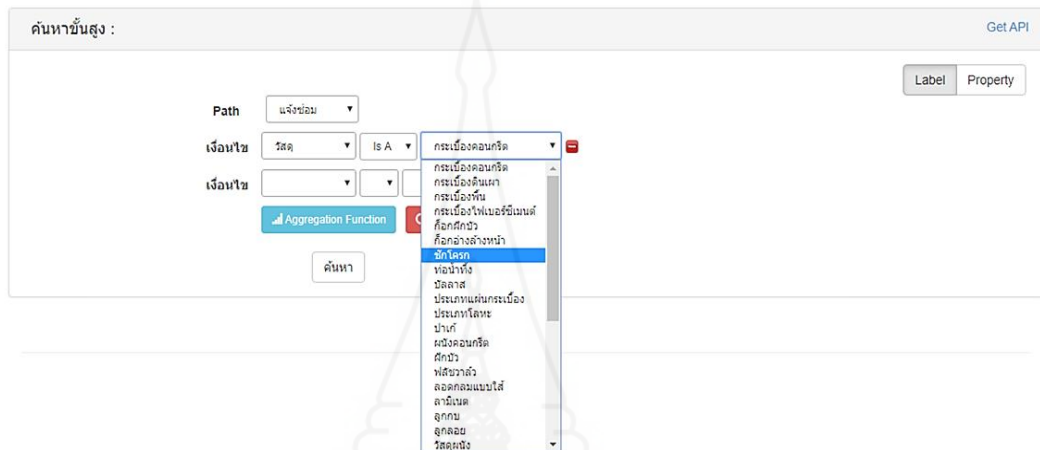 ค้นหาขั้นสูง : Get API
Label Property
Path แจ้งซ่อม
เงื่อนไข วัสดุ Is A กระเบื้องคอนกรีต
เงื่อนไข
Aggregation Function
ค้นหา
กระเบื้องคอนกรีต
กระเบื้องดินเผา
กระเบื้องพื้น
กระเบื้องไฟเบอร์ซีเมนต์
ก็อกฝักบัว
ก็อกอ่างล้างหน้า
ชักโครก
ท่อน้ำทิ้ง
บัลลาส
ประเภทแผ่นกระเบื้อง
ประเภทโลหะ
ปาเก้
ผนังคอนกรีต
ฝักบัว
ฟลัชวาล์ว
ลอดกลมแบบใส้
ลามิเนต
ลูกกบ
ลูกลอย
วัสดุผนัง